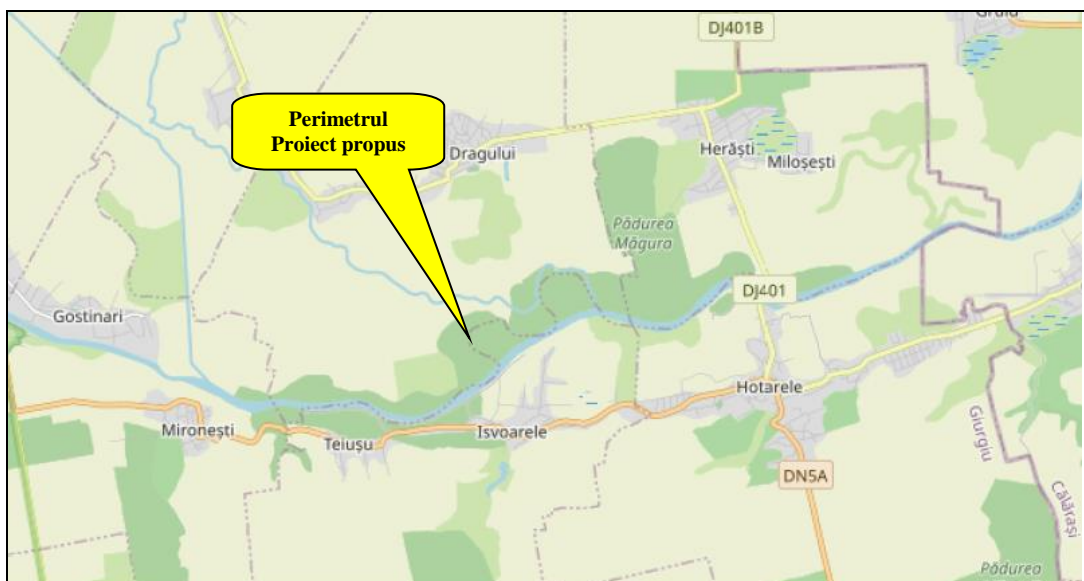 Gruiu
DJ401B
Perimetrul
Proiect propus
Dragului
Herăști
Miloșești
Pădurea
Măgura
DJ401
Gostinari
Hotarele
Mironești
Teiușu
Isvoarele
Giurgiu
DN5A
Călărași
Pădurea